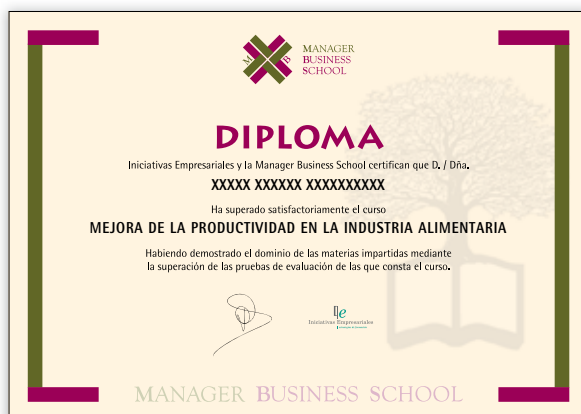 M B
MANAGER
BUSINESS
SCHOOL
DIPLOMA
Iniciativas Empresariales y la Manager Business School certifican que D. / Dña.
XXXXX XXXXXX XXXXXXXXXX
Ha superado satisfactoriamente el curso
MEJORA DE LA PRODUCTIVIDAD EN LA INDUSTRIA ALIMENTARIA
Habiendo demostrado el dominio de las materias impartidas mediante
la superación de las pruebas de evaluación de las que consta el curso.
Ie
Iniciativas Empresariales
MANAGER BUSINESS SCHOOL